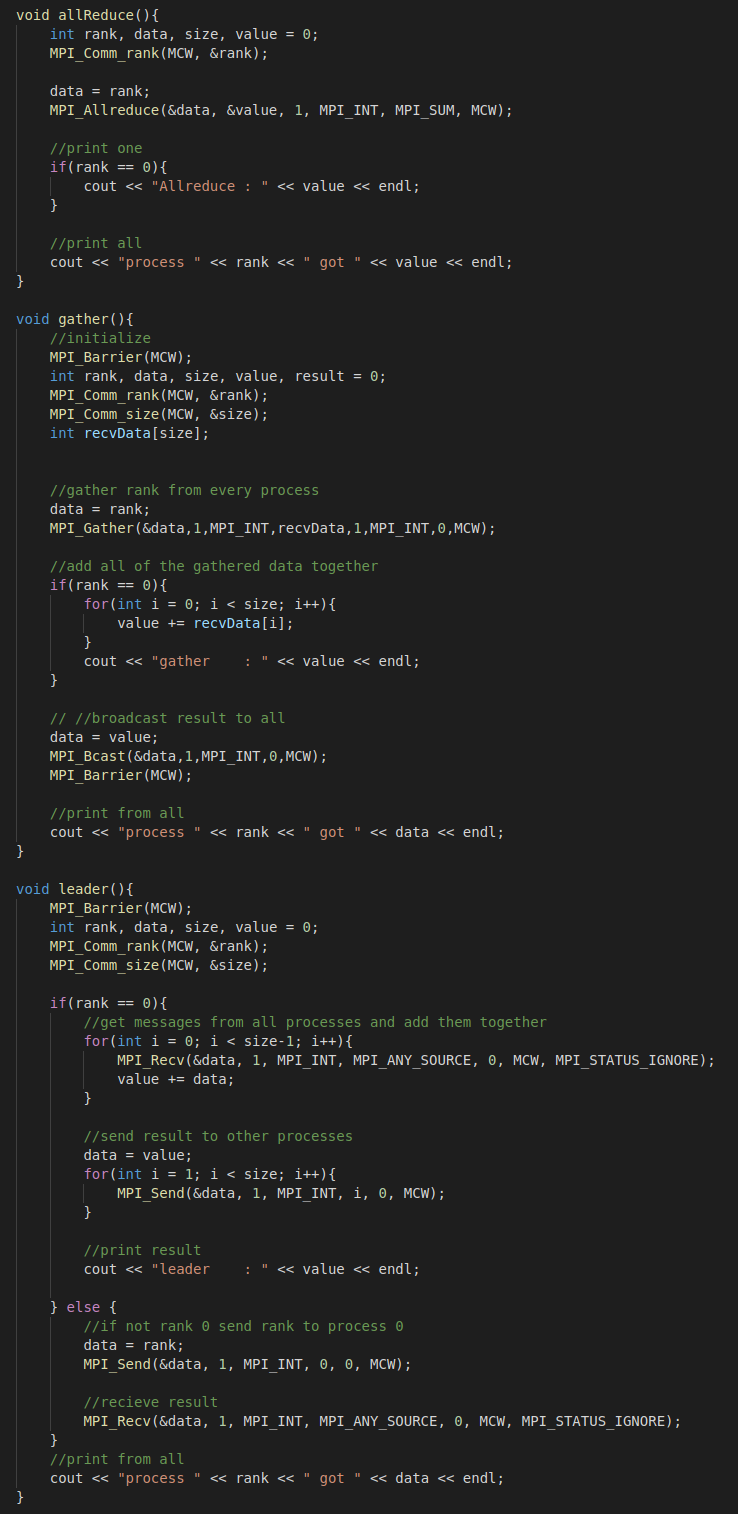 void allReduce(){
    int rank, data, size, value = 0;
    MPI_Comm_rank(MCW, &rank);

    data = rank;
    MPI_Allreduce(&data, &value, 1, MPI_INT, MPI_SUM, MCW);

    //print one
    if(rank == 0){
        cout << "Allreduce : " << value << endl;
    }

    //print all
    cout << "process " << rank << " got " << value << endl;
}

void gather(){
    //initialize
    MPI_Barrier(MCW);
    int rank, data, size, value, result = 0;
    MPI_Comm_rank(MCW, &rank);
    MPI_Comm_size(MCW, &size);
    int recvData[size];


    //gather rank from every process
    data = rank;
    MPI_Gather(&data,1,MPI_INT,recvData,1,MPI_INT,0,MCW);

    //add all of the gathered data together
    if(rank == 0){
        for(int i = 0; i < size; i++){
            value += recvData[i];
        }
        cout << "gather    : " << value << endl;
    }

    // //broadcast result to all
    data = value;
    MPI_Bcast(&data,1,MPI_INT,0,MCW);
    MPI_Barrier(MCW);

    //print from all
    cout << "process " << rank << " got " << data << endl;
}

void leader(){
    MPI_Barrier(MCW);
    int rank, data, size, value = 0;
    MPI_Comm_rank(MCW, &rank);
    MPI_Comm_size(MCW, &size);

    if(rank == 0){
        //get messages from all processes and add them together
        for(int i = 0; i < size-1; i++){
            MPI_Recv(&data, 1, MPI_INT, MPI_ANY_SOURCE, 0, MCW, MPI_STATUS_IGNORE);
            value += data;
        }

        //send result to other processes
        data = value;
        for(int i = 1; i < size; i++){
            MPI_Send(&data, 1, MPI_INT, i, 0, MCW);
        }

        //print result
        cout << "leader    : " << value << endl;

    } else {
        //if not rank 0 send rank to process 0
        data = rank;
        MPI_Send(&data, 1, MPI_INT, 0, 0, MCW);

        //recieve result
        MPI_Recv(&data, 1, MPI_INT, MPI_ANY_SOURCE, 0, MCW, MPI_STATUS_IGNORE);
    }
    //print from all
    cout << "process " << rank << " got " << data << endl;
}